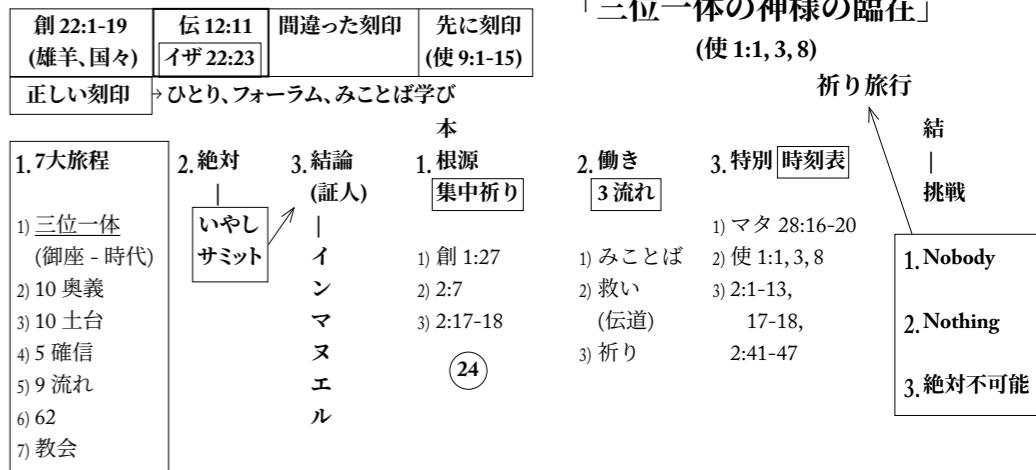 「三位一体の神様の臨在」
(使 1:1, 3, 8)
創 22:1-19
(雄羊、国々)
伝 12:11
イザ 22:23
間違った刻印
先に刻印
(使 9:1-15)
正しい刻印 → ひとり、フォーラム、みことば学び
祈り旅行
本
結
|
挑戦
1. 7大旅程
1) 三位一体
(御座 - 時代)
2) 10 奥義
3) 10 土台
4) 5 確信
5) 9 流れ
6) 62
7) 教会
2. 絶対
|
いやし
サミット
3. 結論
(証人)
|
イ
ン
マ
ヌ
エ
ル
1. 根源
集中祈り
1) 創 1:27
2) 2:7
3) 2:17-18
24
2. 働き
3 流れ
1) みことば
2) 救い
(伝道)
3) 祈り
3. 特別 時刻表
1) マタ 28:16-20
2) 使 1:1, 3, 8
3) 2:1-13,
17-18,
2:41-47
1. Nobody
2. Nothing
3. 絶対不可能